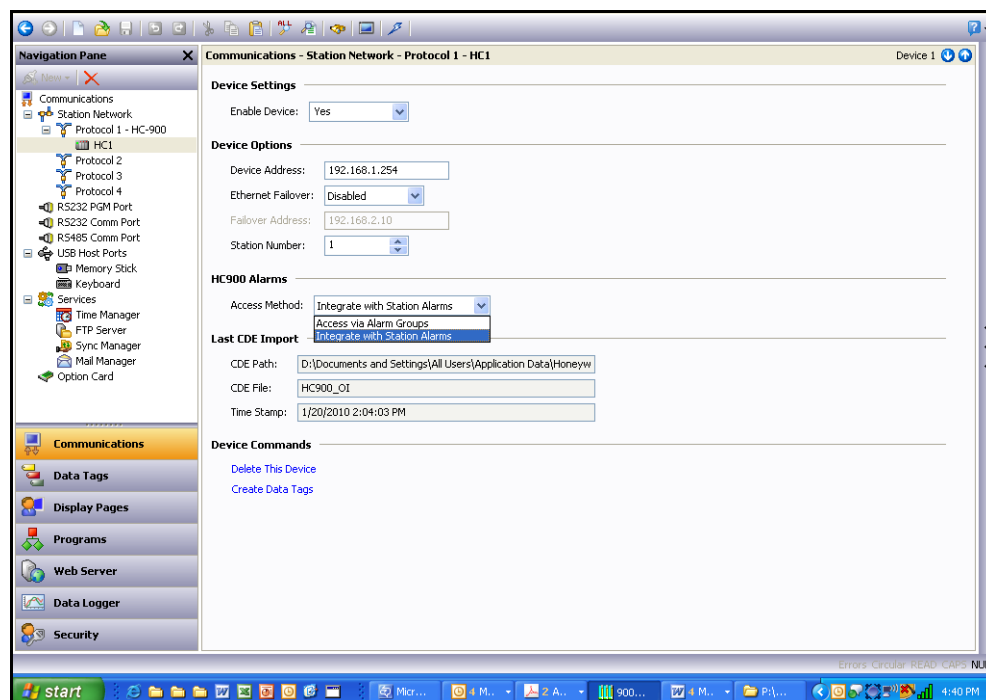 Navigation Pane
Communications - Station Network - Protocol 1 - HC1
Device 1
New
Communications
Station Network
Protocol 1 - HC-900
HC1
Protocol 2
Protocol 3
Protocol 4
RS232 PGM Port
RS232 Comm Port
RS485 Comm Port
USB Host Ports
Memory Stick
Keyboard
Services
Time Manager
FTP Server
Sync Manager
Mail Manager
Option Card
Communications
Data Tags
Display Pages
Programs
Web Server
Data Logger
Security
Device Settings
Enable Device: Yes
Device Options
Device Address: 192.168.1.254
Ethernet Failover: Disabled
Failover Address: 192.168.2.10
Station Number: 1
HC900 Alarms
Access Method: Integrate with Station Alarms
Access via Alarm Groups
Integrate with Station Alarms
Last CDE Import
CDE Path: D:\Documents and Settings\All Users\Application Data\Honeyw
CDE File: HC900_OI
Time Stamp: 1/20/2010 2:04:03 PM
Device Commands
Delete This Device
Create Data Tags
Errors Circular READ CAPS NU
start
Micr...
4 M..
2 A..
900...
4 M..
P:\...
4:40 PM